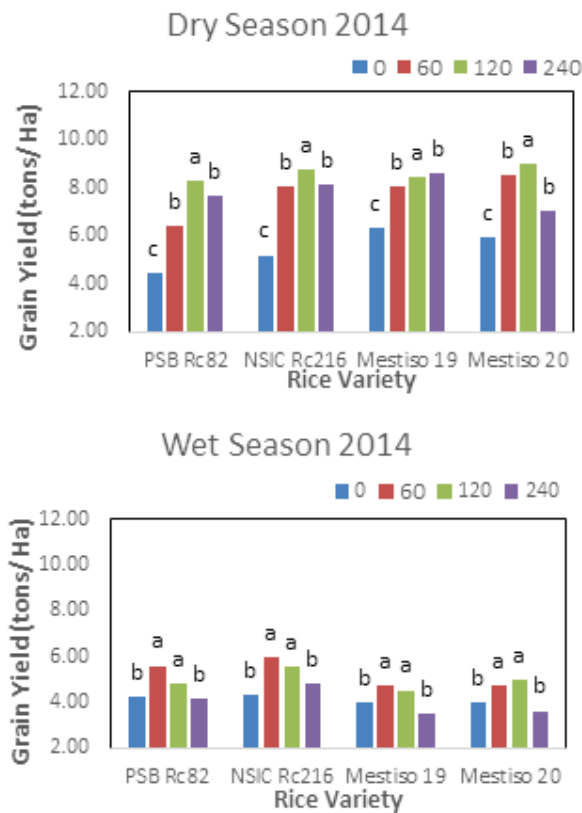 Dry Season 2014
0 60 120 240
Grain Yield (tons/ Ha)
12.00
10.00
8.00
6.00
4.00
2.00
c b a b c b a b c b a b c b a b
PSB Rc82 NSIC Rc216 Mestiso 19 Mestiso 20
Rice Variety
Wet Season 2014
0 60 120 240
Grain Yield (tons/ Ha)
12.00
10.00
8.00
6.00
4.00
2.00
b a a b b a a b b a a b b a a b
PSB Rc82 NSIC Rc216 Mestiso 19 Mestiso 20
Rice Variety